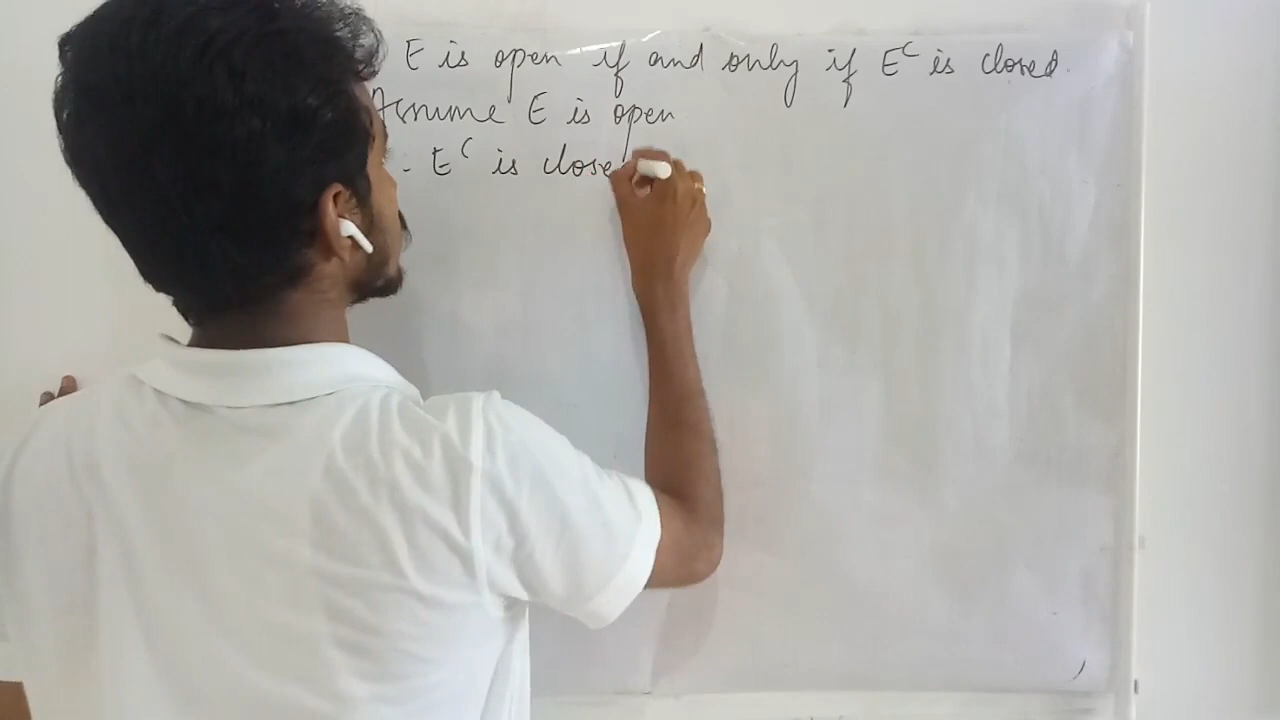 E is open if and only if E^c is closed.
Assume E is open
. E^c is close